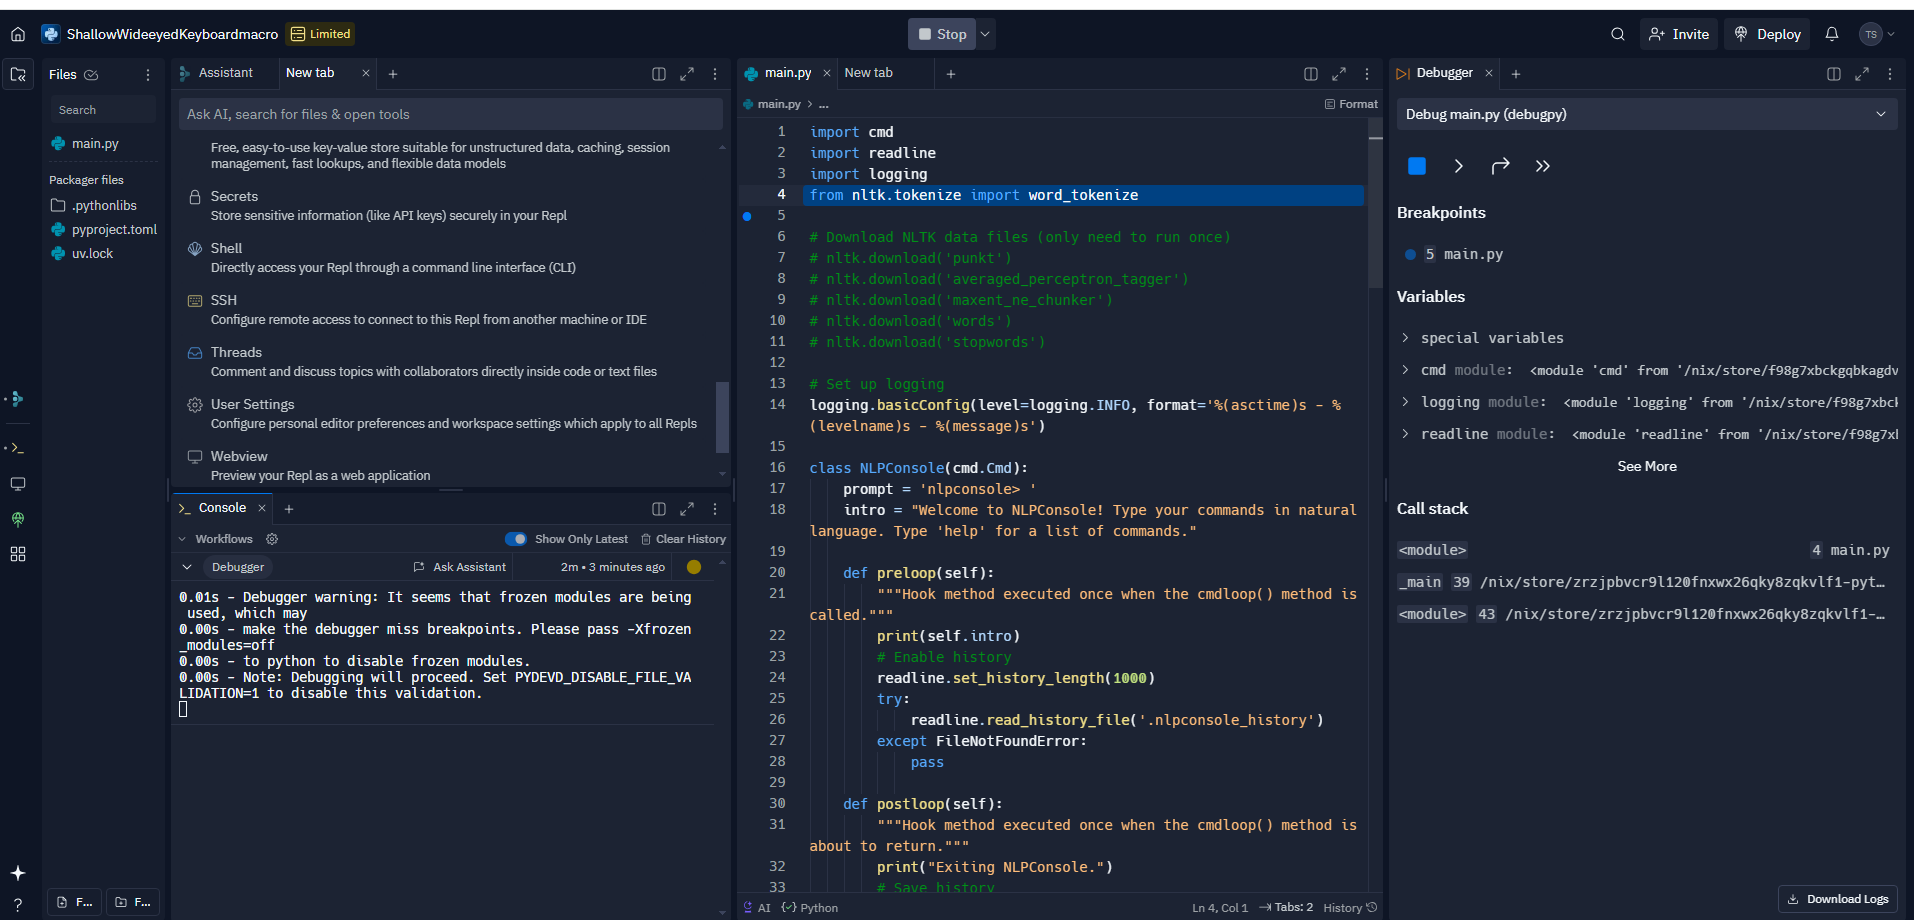 ShallowWideeyedKeyboardmacro
Limited
Stop
Invite
Deploy
TS
Files
Search
main.py
Packager files
.pythonlibs
pyproject.toml
uv.lock
F...
F...
Assistant
New tab
Ask AI, search for files & open tools
Free, easy-to-use key-value store suitable for unstructured data, caching, session
management, fast lookups, and flexible data models
Secrets
Store sensitive information (like API keys) securely in your Repl
Shell
Directly access your Repl through a command line interface (CLI)
SSH
Configure remote access to connect to this Repl from another machine or IDE
Threads
Comment and discuss topics with collaborators directly inside code or text files
User Settings
Configure personal editor preferences and workspace settings which apply to all Repls
Webview
Preview your Repl as a web application
Console
Workflows
Show Only Latest
Clear History
Debugger
Ask Assistant
2m • 3 minutes ago
0.01s - Debugger warning: It seems that frozen modules are being
used, which may
0.00s - make the debugger miss breakpoints. Please pass -Xfrozen
_modules=off
0.00s - to python to disable frozen modules.
0.00s - Note: Debugging will proceed. Set PYDEVD_DISABLE_FILE_VA
LIDATION=1 to disable this validation.
main.py
New tab
main.py > ...
Format
1 import cmd
2 import readline
3 import logging
4 from nltk.tokenize import word_tokenize
5
6 # Download NLTK data files (only need to run once)
7 # nltk.download('punkt')
8 # nltk.download('averaged_perceptron_tagger')
9 # nltk.download('maxent_ne_chunker')
10 # nltk.download('words')
11 # nltk.download('stopwords')
12
13 # Set up logging
14 logging.basicConfig(level=logging.INFO, format='%(asctime)s - %
(levelname)s - %(message)s')
15
16 class NLPConsole(cmd.Cmd):
17 prompt = 'nlpconsole> '
18 intro = "Welcome to NLPConsole! Type your commands in natural
language. Type 'help' for a list of commands."
19
20 def preloop(self):
21 """Hook method executed once when the cmdloop() method is
called."""
22 print(self.intro)
23 # Enable history
24 readline.set_history_length(1000)
25 try:
26 readline.read_history_file('.nlpconsole_history')
27 except FileNotFoundError:
28 pass
29
30 def postloop(self):
31 """Hook method executed once when the cmdloop() method is
about to return."""
32 print("Exiting NLPConsole.")
33 # Save history
AI
Python
Ln 4, Col 1
Tabs: 2
History
Debugger
Debug main.py (debugpy)
Breakpoints
5 main.py
Variables
special variables
cmd module: <module 'cmd' from '/nix/store/f98g7xbckgqbkagdv
logging module: <module 'logging' from '/nix/store/f98g7xbck
readline module: <module 'readline' from '/nix/store/f98g7xb
See More
Call stack
<module> 4 main.py
_main 39 /nix/store/zrzjpbvcr9l120fnxwx26qky8zqkvlf1-pyt...
<module> 43 /nix/store/zrzjpbvcr9l120fnxwx26qky8zqkvlf1-...
Download Logs